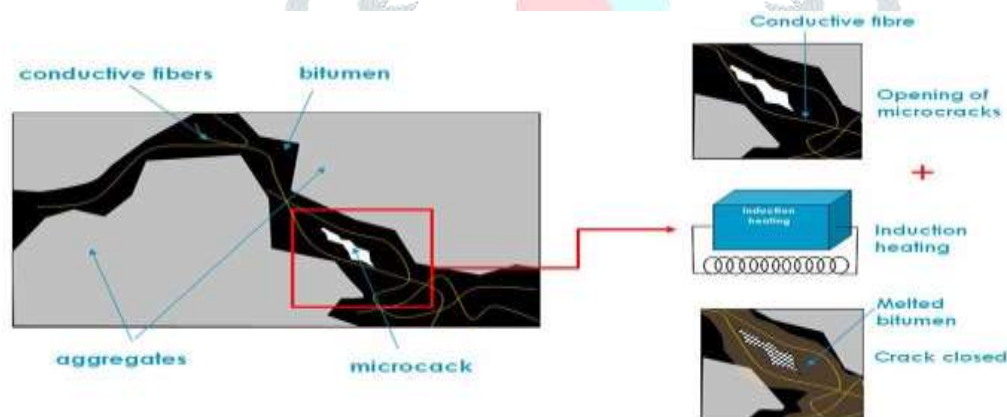 Conductive fibre
conductive fibers
bitumen
Opening of
microcracks
+
Induction
heating
Induction
heating
Melted
bitumen
Crack closed
aggregates
microcack